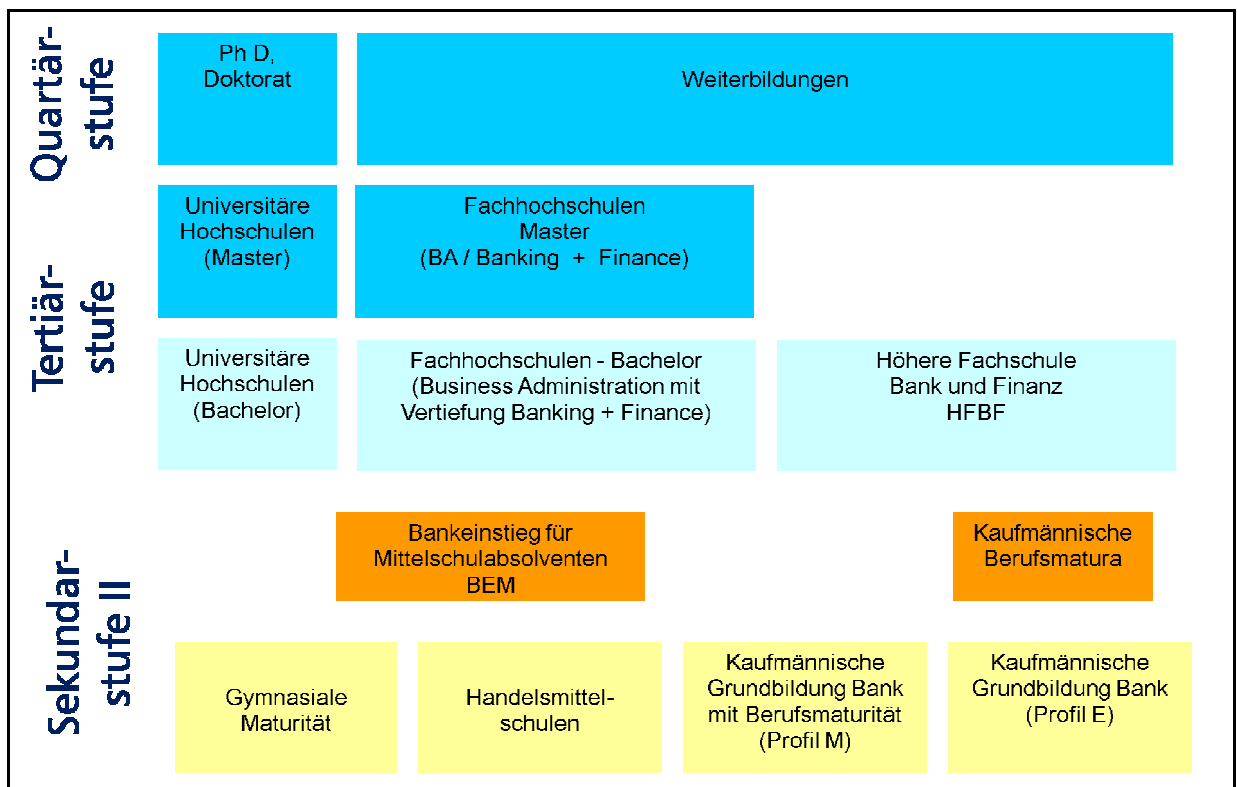 Quartär-
stufe
Ph D,
Doktorat
Weiterbildungen
Tertiär-
stufe
Universitäre
Hochschulen
(Master)
Fachhochschulen
Master
(BA / Banking + Finance)
Universitäre
Hochschulen
(Bachelor)
Fachhochschulen - Bachelor
(Business Administration mit
Vertiefung Banking + Finance)
Höhere Fachschule
Bank und Finanz
HFBF
Sekundar-
stufe II
Bankeinstieg für
Mittelschulabsolventen
BEM
Kaufmännische
Berufsmatura
Gymnasiale
Maturität
Handelsmittel-
schulen
Kaufmännische
Grundbildung Bank
mit Berufsmaturität
(Profil M)
Kaufmännische
Grundbildung Bank
(Profil E)